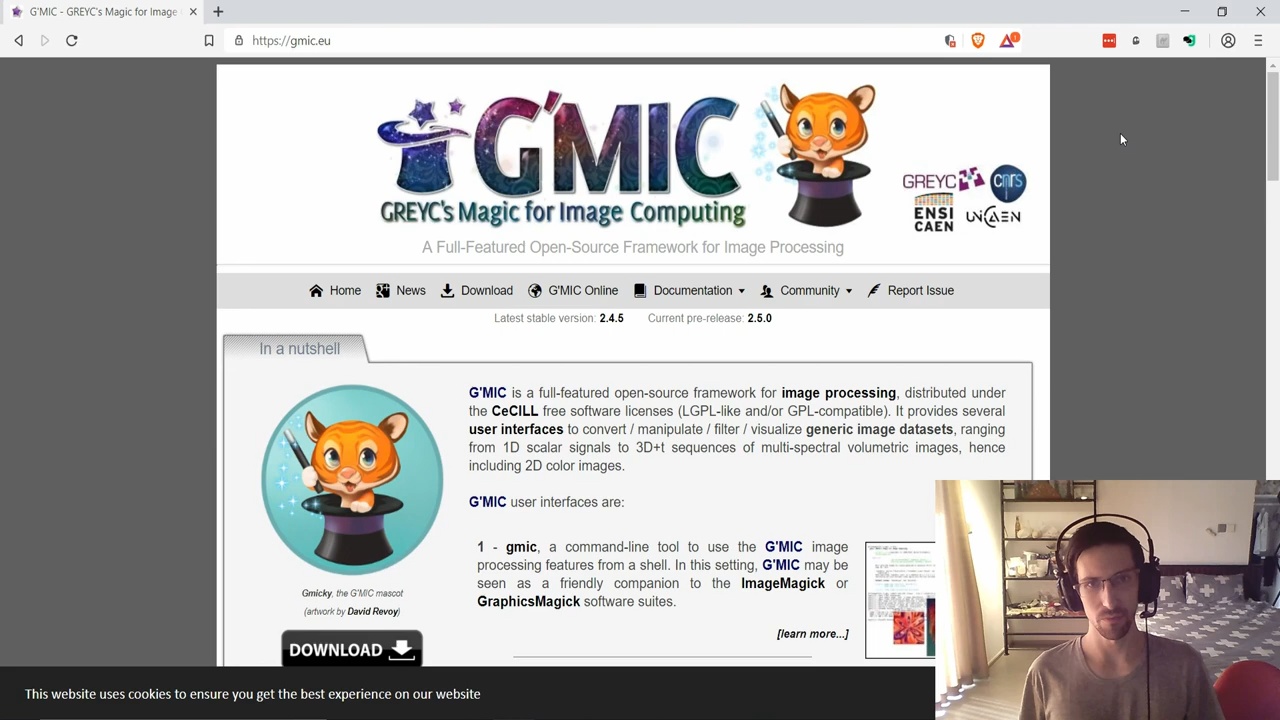 G'MIC - GREYC's Magic for Image
https://gmic.eu
G'MIC
GREYC's Magic for Image Computing
GREYC
cnrs
ENSI
CAEN
UNICAEN
A Full-Featured Open-Source Framework for Image Processing
Home News Download G'MIC Online Documentation Community Report Issue
Latest stable version: 2.4.5 Current pre-release: 2.5.0
In a nutshell
G'MIC is a full-featured open-source framework for image processing, distributed under
the CeCILL free software licenses (LGPL-like and/or GPL-compatible). It provides several
user interfaces to convert / manipulate / filter / visualize generic image datasets, ranging
from 1D scalar signals to 3D+t sequences of multi-spectral volumetric images, hence
including 2D color images.
G'MIC user interfaces are:
1 - gmic, a command-line tool to use the G'MIC image
processing features from a shell. In this setting, G'MIC may be
seen as a friendly companion to the ImageMagick or
GraphicsMagick software suites.
[learn more...]
Gmicky, the G'MIC mascot
(artwork by David Revoy)
DOWNLOAD
This website uses cookies to ensure you get the best experience on our website